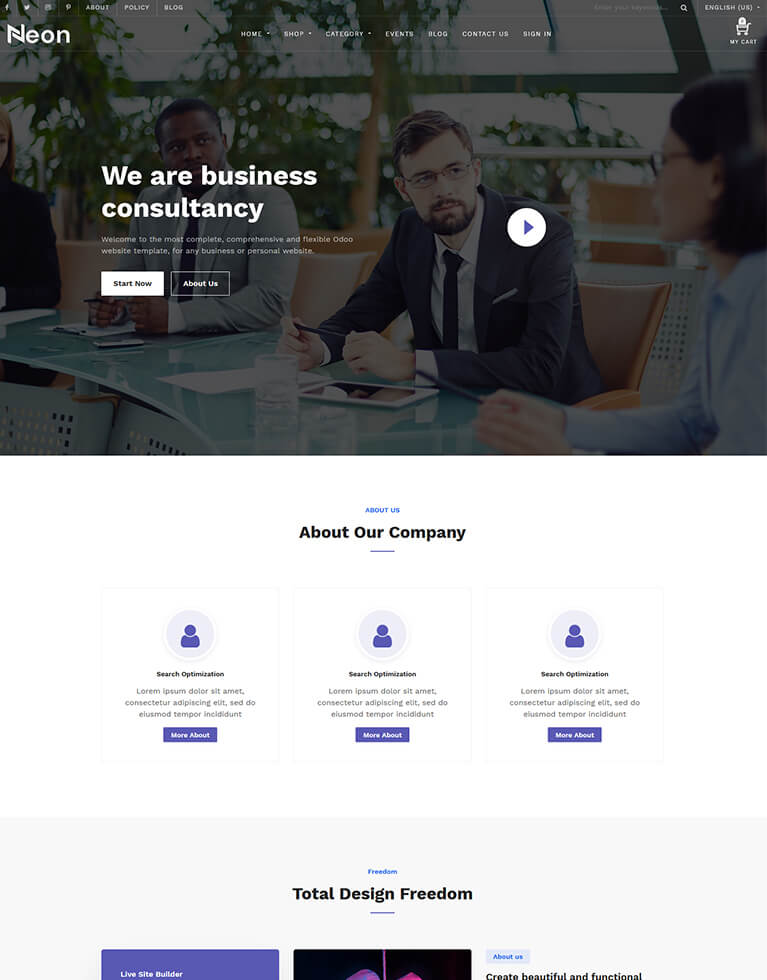 ABOUT
POLICY
BLOG
Enter your keywords...
ENGLISH (US)
Neon
HOME
SHOP
CATEGORY
EVENTS
BLOG
CONTACT US
SIGN IN
0
MY CART
We are business
consultancy
Welcome to the most complete, comprehensive and flexible Odoo
website template, for any business or personal website.
Start Now
About Us
ABOUT US
About Our Company
Search Optimization
Lorem ipsum dolor sit amet,
consectetur adipiscing elit, sed do
eiusmod tempor incididunt
More About
Search Optimization
Lorem ipsum dolor sit amet,
consectetur adipiscing elit, sed do
eiusmod tempor incididunt
More About
Search Optimization
Lorem ipsum dolor sit amet,
consectetur adipiscing elit, sed do
eiusmod tempor incididunt
More About
Freedom
Total Design Freedom
Live Site Builder
About us
Create beautiful and functional